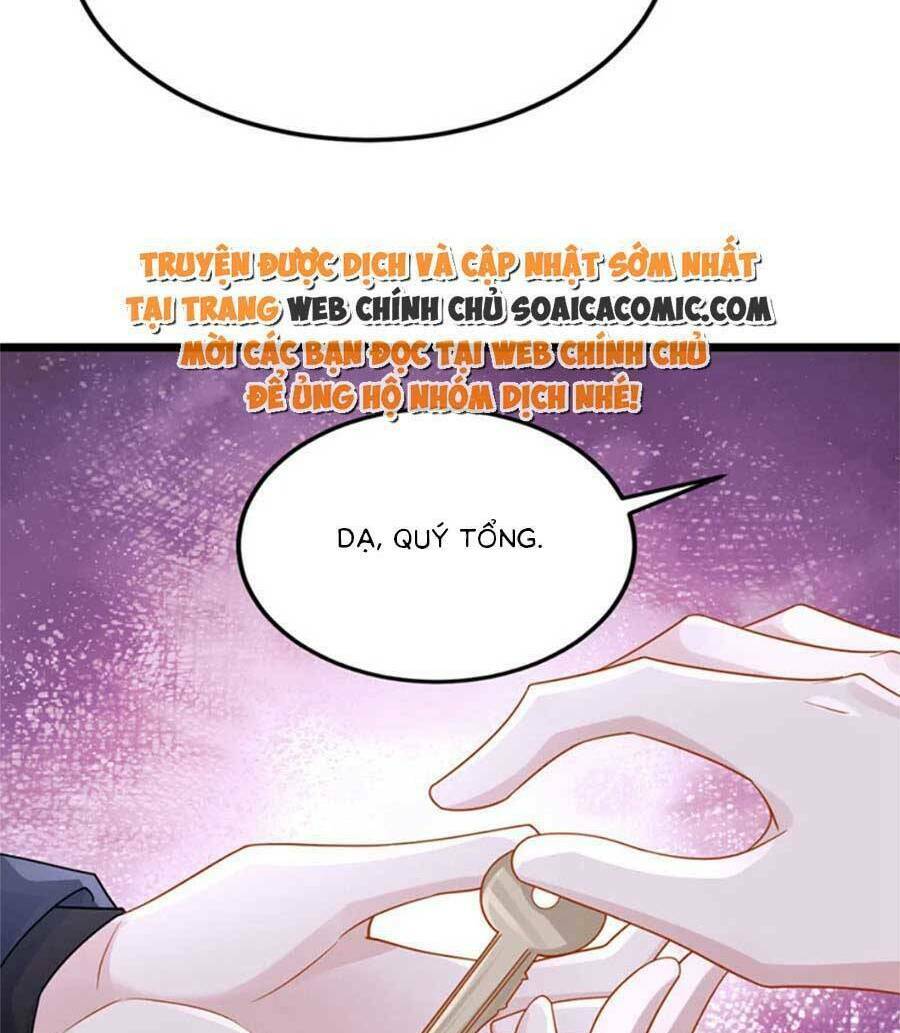 TRUYỆN ĐƯỢC DỊCH VÀ CẬP NHẬT SỚM NHẤT
TẠI TRANG WEB CHÍNH CHỦ SOAICACOMIC.COM
MỜI CÁC BẠN ĐỌC TẠI WEB CHÍNH CHỦ
ĐỂ ỦNG HỘ NHÓM DỊCH NHÉ!
DẠ, QUÝ TỔNG.